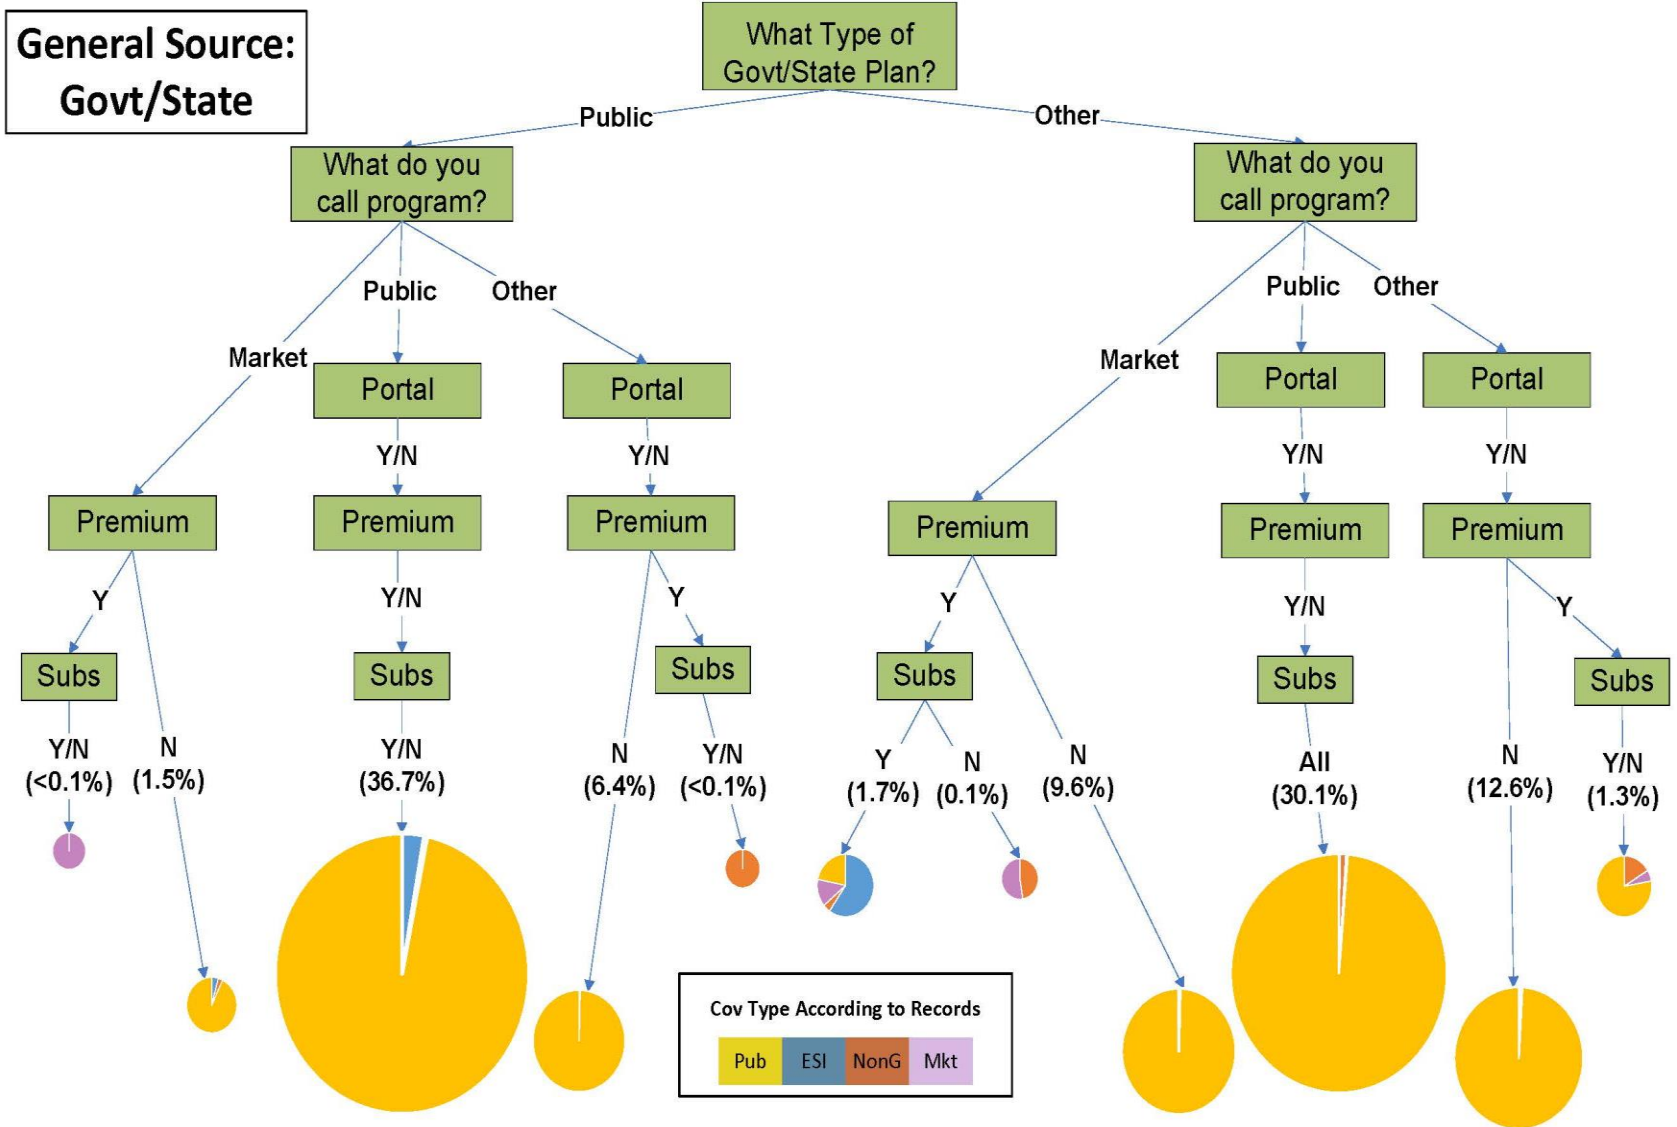 General Source:
Govt/State
What Type of
Govt/State Plan?
Public
Other
What do you
call program?
What do you
call program?
Public
Other
Market
Public
Other
Market
Portal
Portal
Portal
Portal
Y/N
Y/N
Y/N
Y/N
Premium
Premium
Premium
Premium
Premium
Premium
Y
Y/N
Y
Y
Y/N
Y
Subs
Subs
Subs
Subs
Subs
Subs
Y/N
(<0.1%)
N
(1.5%)
Y/N
(36.7%)
N
(6.4%)
Y/N
(<0.1%)
Y
(1.7%)
N
(0.1%)
N
(9.6%)
All
(30.1%)
N
(12.6%)
Y/N
(1.3%)
Cov Type According to Records
Pub ESI NonG Mkt